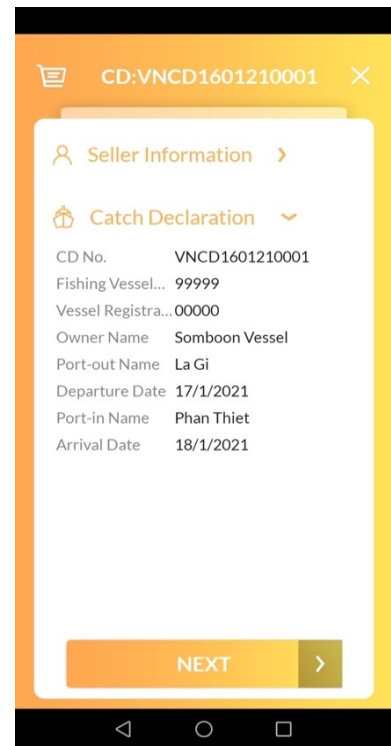 CD:VNCD1601210001
Seller Information
Catch Declaration
CD No. VNCD1601210001
Fishing Vessel... 99999
Vessel Registra... 00000
Owner Name Somboon Vessel
Port-out Name La Gi
Departure Date 17/1/2021
Port-in Name Phan Thiet
Arrival Date 18/1/2021
NEXT